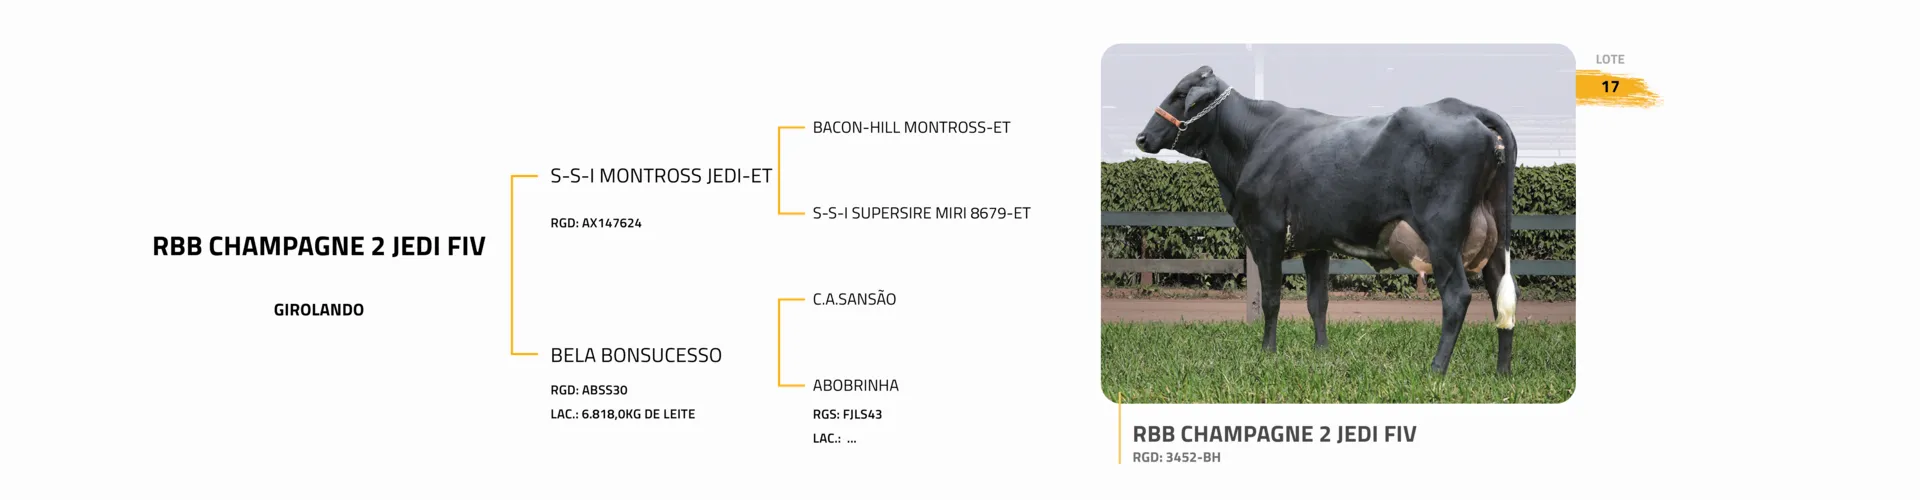 RBB CHAMPAGNE 2 JEDI FIV
GIROLANDO
S-S-I MONTROSS JEDI-ET
RGD: AX147624
BELA BONSUCESSO
RGD: ABSS30
LAC.: 6.818,0KG DE LEITE
BACON-HILL MONTROSS-ET
S-S-I SUPERSIRE MIRI 8679-ET
C.A.SANSÃO
ABOBRINHA
RGS: FJLS43
LAC.: ...
LOTE
17
RBB CHAMPAGNE 2 JEDI FIV
RGD: 3452-BH